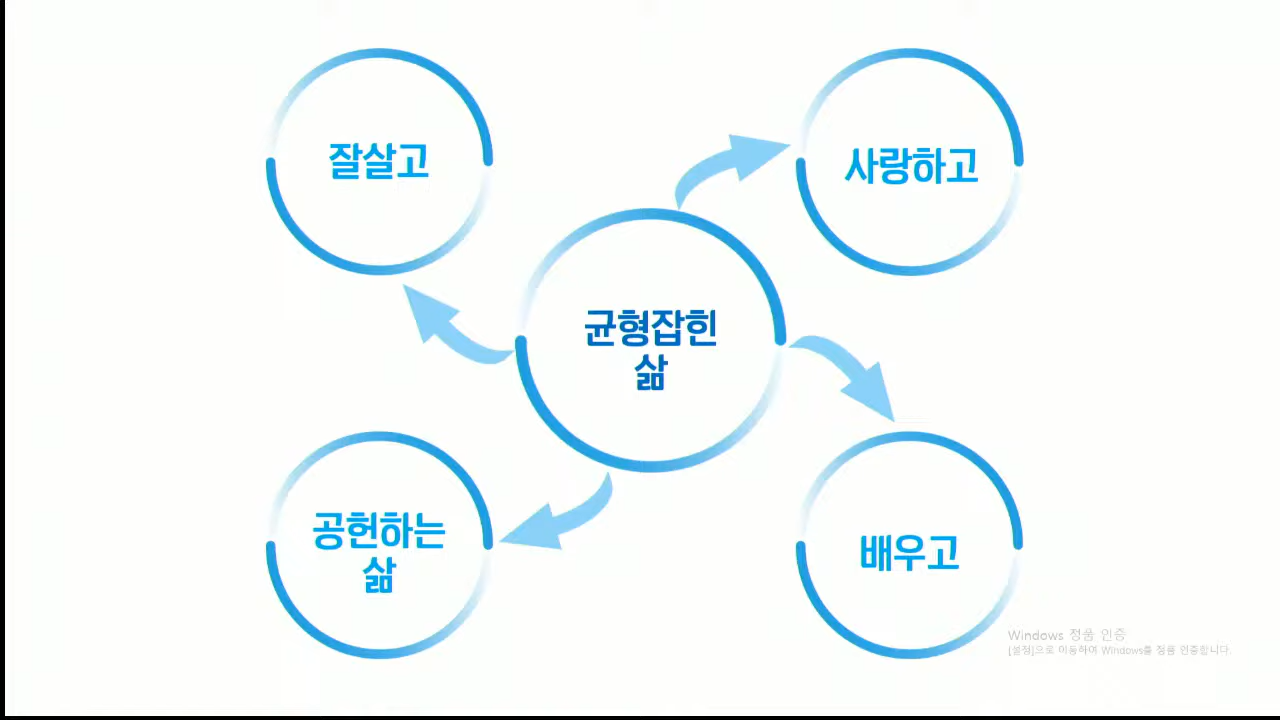 잘살고
사랑하고
균형잡힌
삶
공헌하는
삶
배우고
Windows 정품 인증
[설정]으로 이동하여 Windows를 정품 인증합니다.